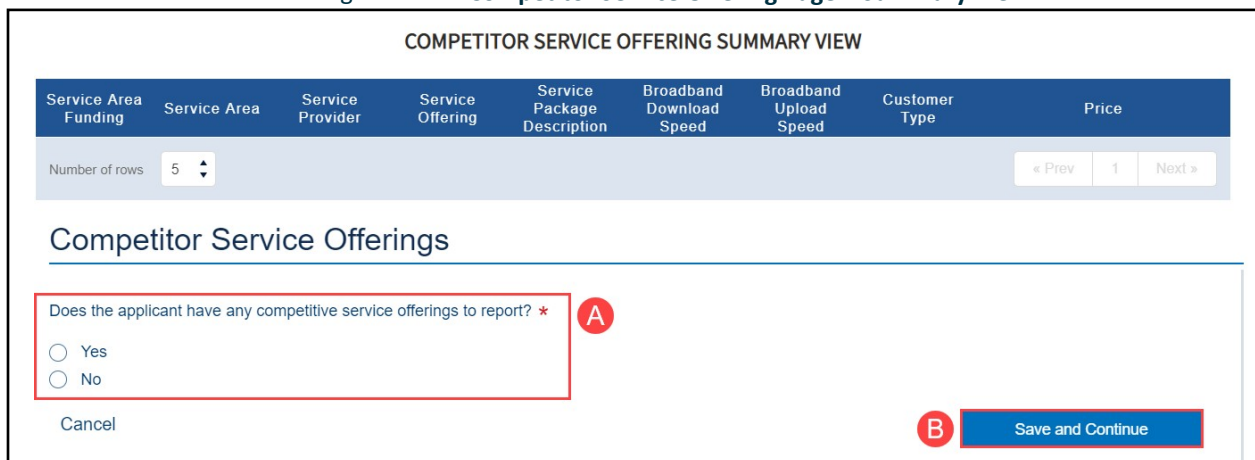 COMPETITOR SERVICE OFFERING SUMMARY VIEW
Service Area Funding Service Area Service Provider Service Offering Service Package Description Broadband Download Speed Broadband Upload Speed Customer Type Price
Number of rows 5 « Prev 1 Next »
Competitor Service Offerings
Does the applicant have any competitive service offerings to report? * A
Yes
No
Cancel B Save and Continue